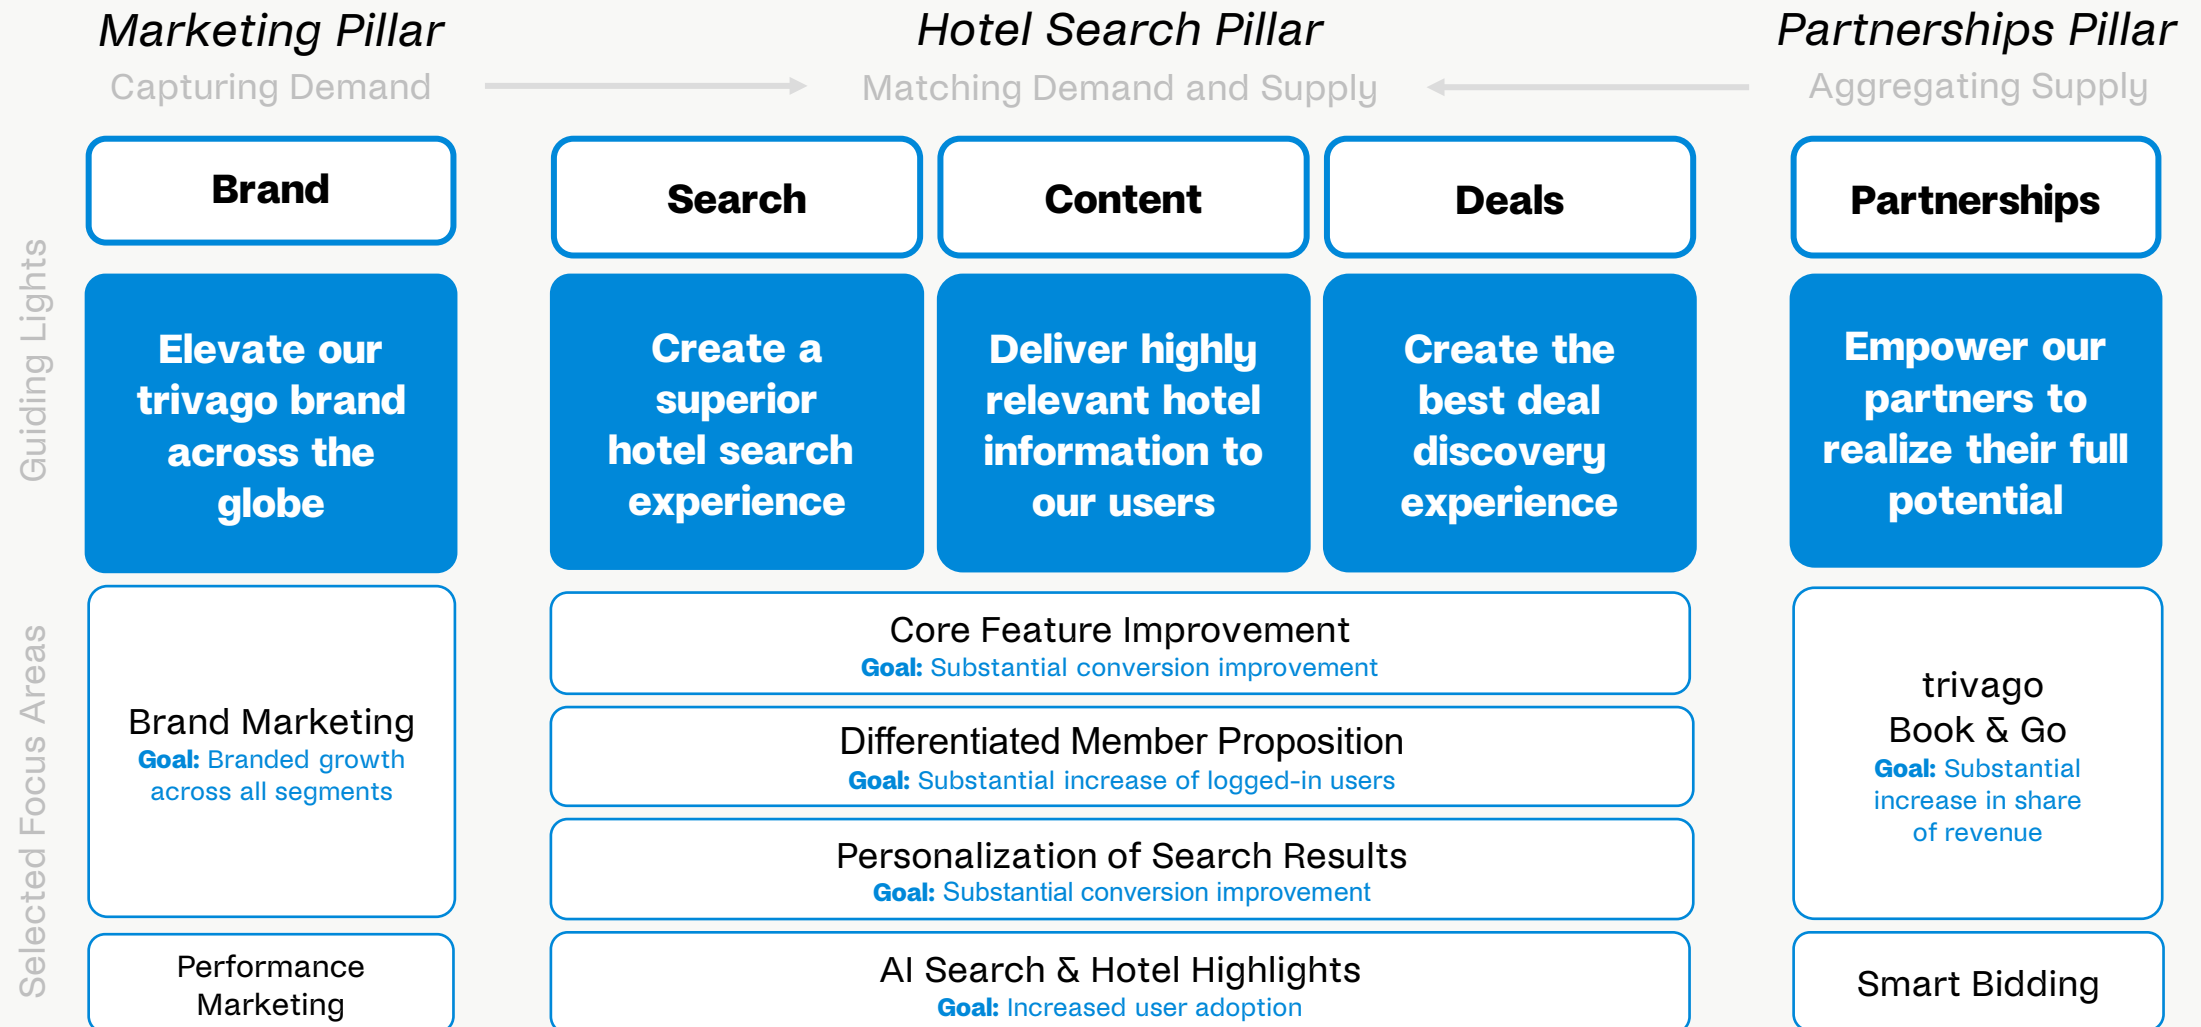 Marketing Pillar
Capturing Demand
Hotel Search Pillar
Matching Demand and Supply
Partnerships Pillar
Aggregating Supply
Guiding Lights
Brand
Search
Content
Deals
Partnerships
Elevate our
trivago brand
across the
globe
Create a
superior
hotel search
experience
Deliver highly
relevant hotel
information to
our users
Create the
best deal
discovery
experience
Empower our
partners to
realize their full
potential
Selected Focus Areas
Brand Marketing
Goal: Branded growth
across all segments
Performance
Marketing
Core Feature Improvement
Goal: Substantial conversion improvement
Differentiated Member Proposition
Goal: Substantial increase of logged-in users
Personalization of Search Results
Goal: Substantial conversion improvement
AI Search & Hotel Highlights
Goal: Increased user adoption
trivago
Book & Go
Goal: Substantial
increase in share
of revenue
Smart Bidding